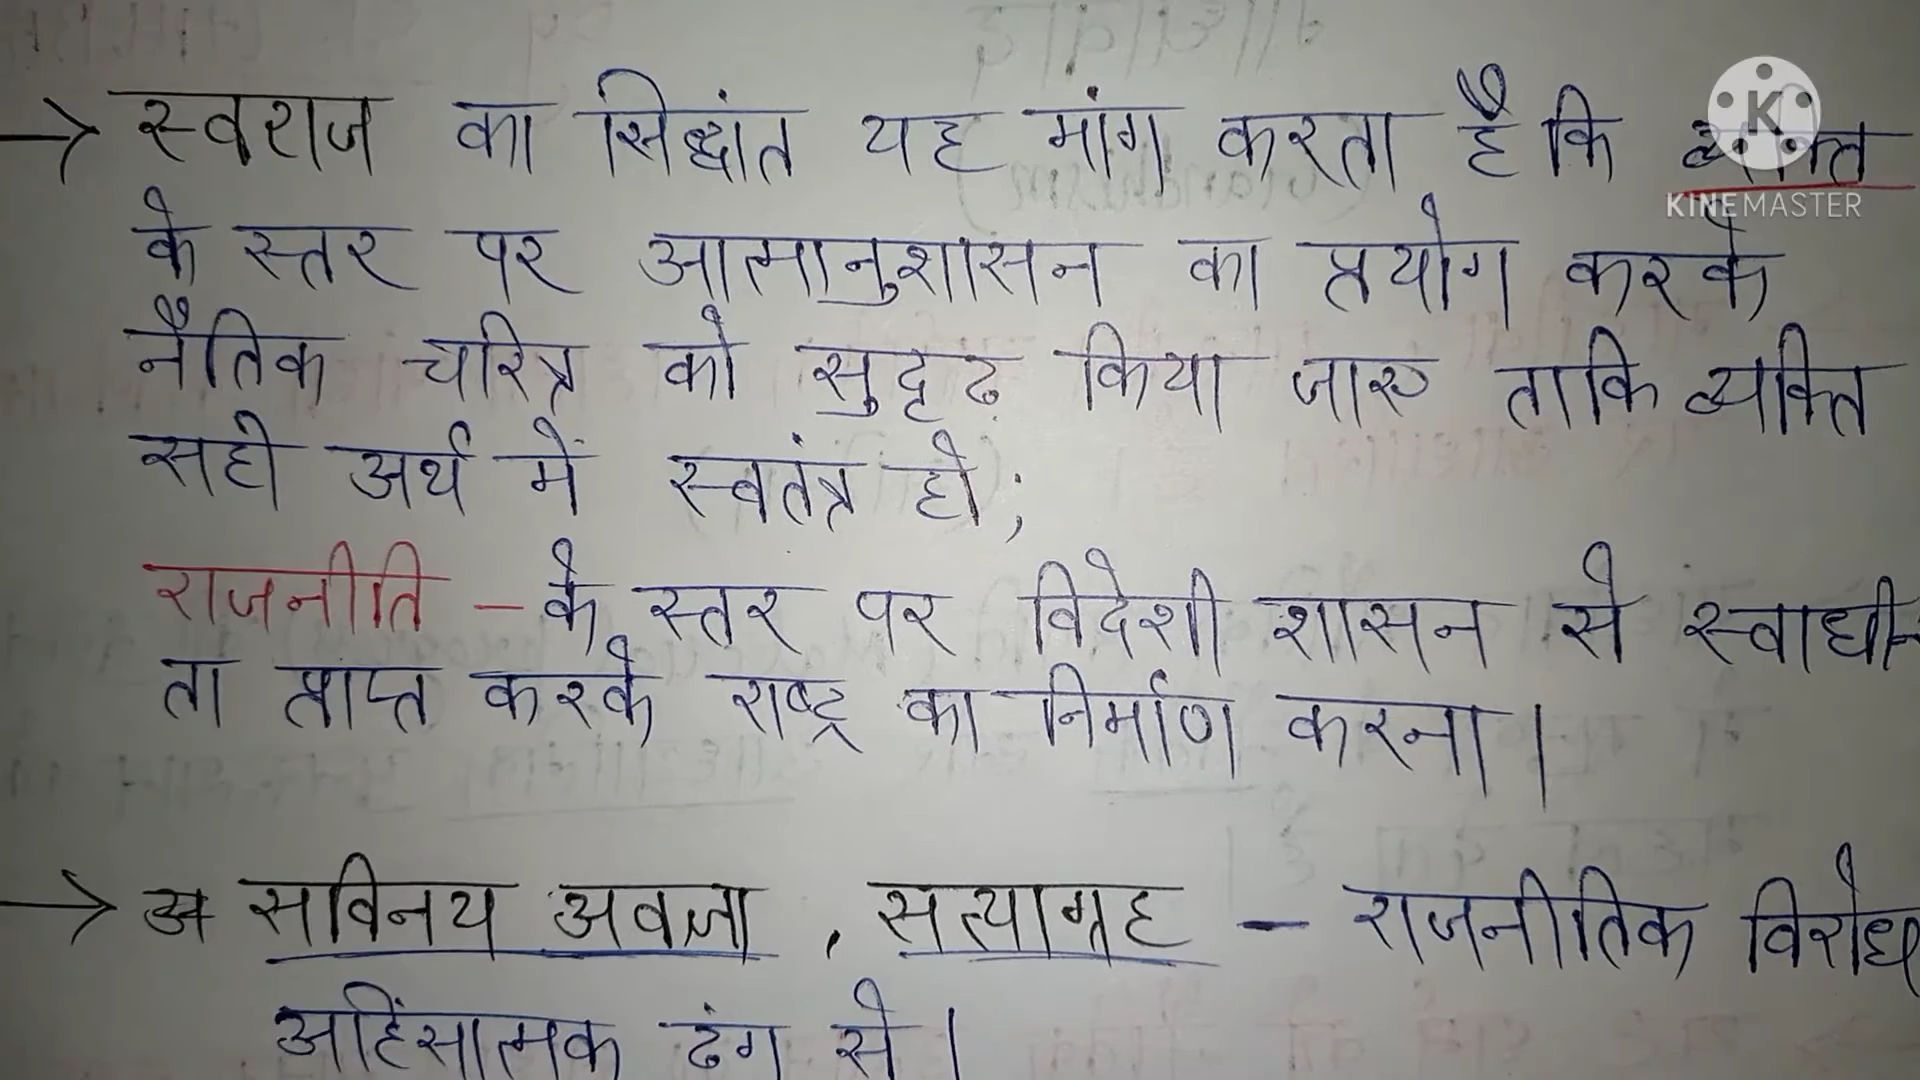 → स्वराज का सिद्धांत यह मांग करता है कि व्यक्ति
के स्तर पर आत्मानुशासन का प्रयोग करके
नैतिक चरित्र को सुदृढ़ किया जाए ताकि व्यक्ति
सही अर्थ में स्वतंत्र हो;
राजनीति - के स्तर पर विदेशी शासन से स्वाधीन
ता प्राप्त करके राष्ट्र का निर्माण करना।
→ सविनय अवज्ञा, सत्याग्रह - राजनीतिक विरोध
अहिंसात्मक ढंग से।
K
KINEMASTER